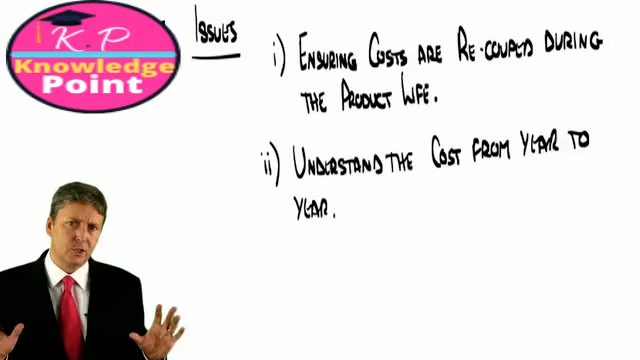 K.P
Knowledge
Point
ISSUES
i) ENSURING COSTS ARE RE-COUPED DURING
THE PRODUCT LIFE.
ii) UNDERSTAND THE COST FROM YEAR TO
YEAR.